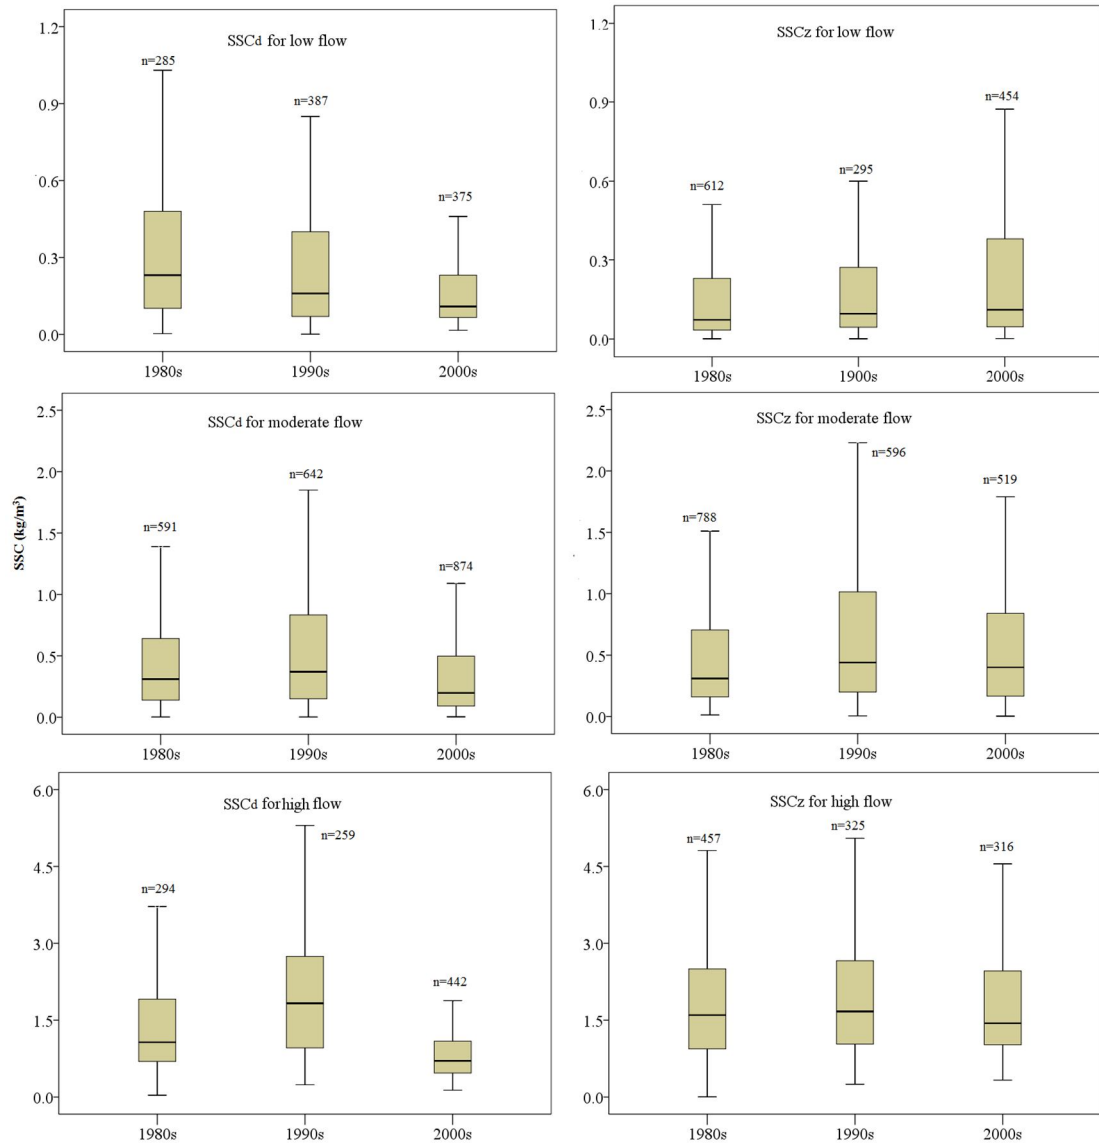 SSCd for low flow
1.2
0.9
0.6
0.3
0.0
n=285
n=387
n=375
1980s
1990s
2000s
SSCz for low flow
1.2
0.9
0.6
0.3
0.0
n=612
n=295
n=454
1980s
1900s
2000s
SSC (kg/m³)
SSCd for moderate flow
2.5
2.0
1.5
1.0
0.5
0.0
n=591
n=642
n=874
1980s
1990s
2000s
SSCz for moderate flow
2.5
2.0
1.5
1.0
0.5
0.0
n=788
n=596
n=519
1980s
1990s
2000s
SSCd for high flow
6.0
4.5
3.0
1.5
0.0
n=294
n=259
n=442
1980s
1990s
2000s
SSCz for high flow
6.0
4.5
3.0
1.5
0.0
n=457
n=325
n=316
1980s
1990s
2000s